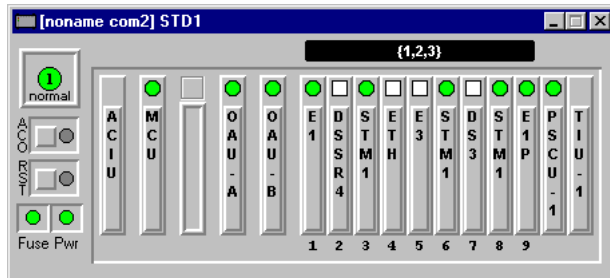 [noname com2] STD1
{1,2,3}
1
normal
ACO
RST
Fuse Pwr
ACIU
MCU
OAU-A
OAU-B
E1
DSSR4
STM1
ETH
E3
STM1
DS3
STM1
E1P
PSCU-1
TIU-1
1 2 3 4 5 6 7 8 9